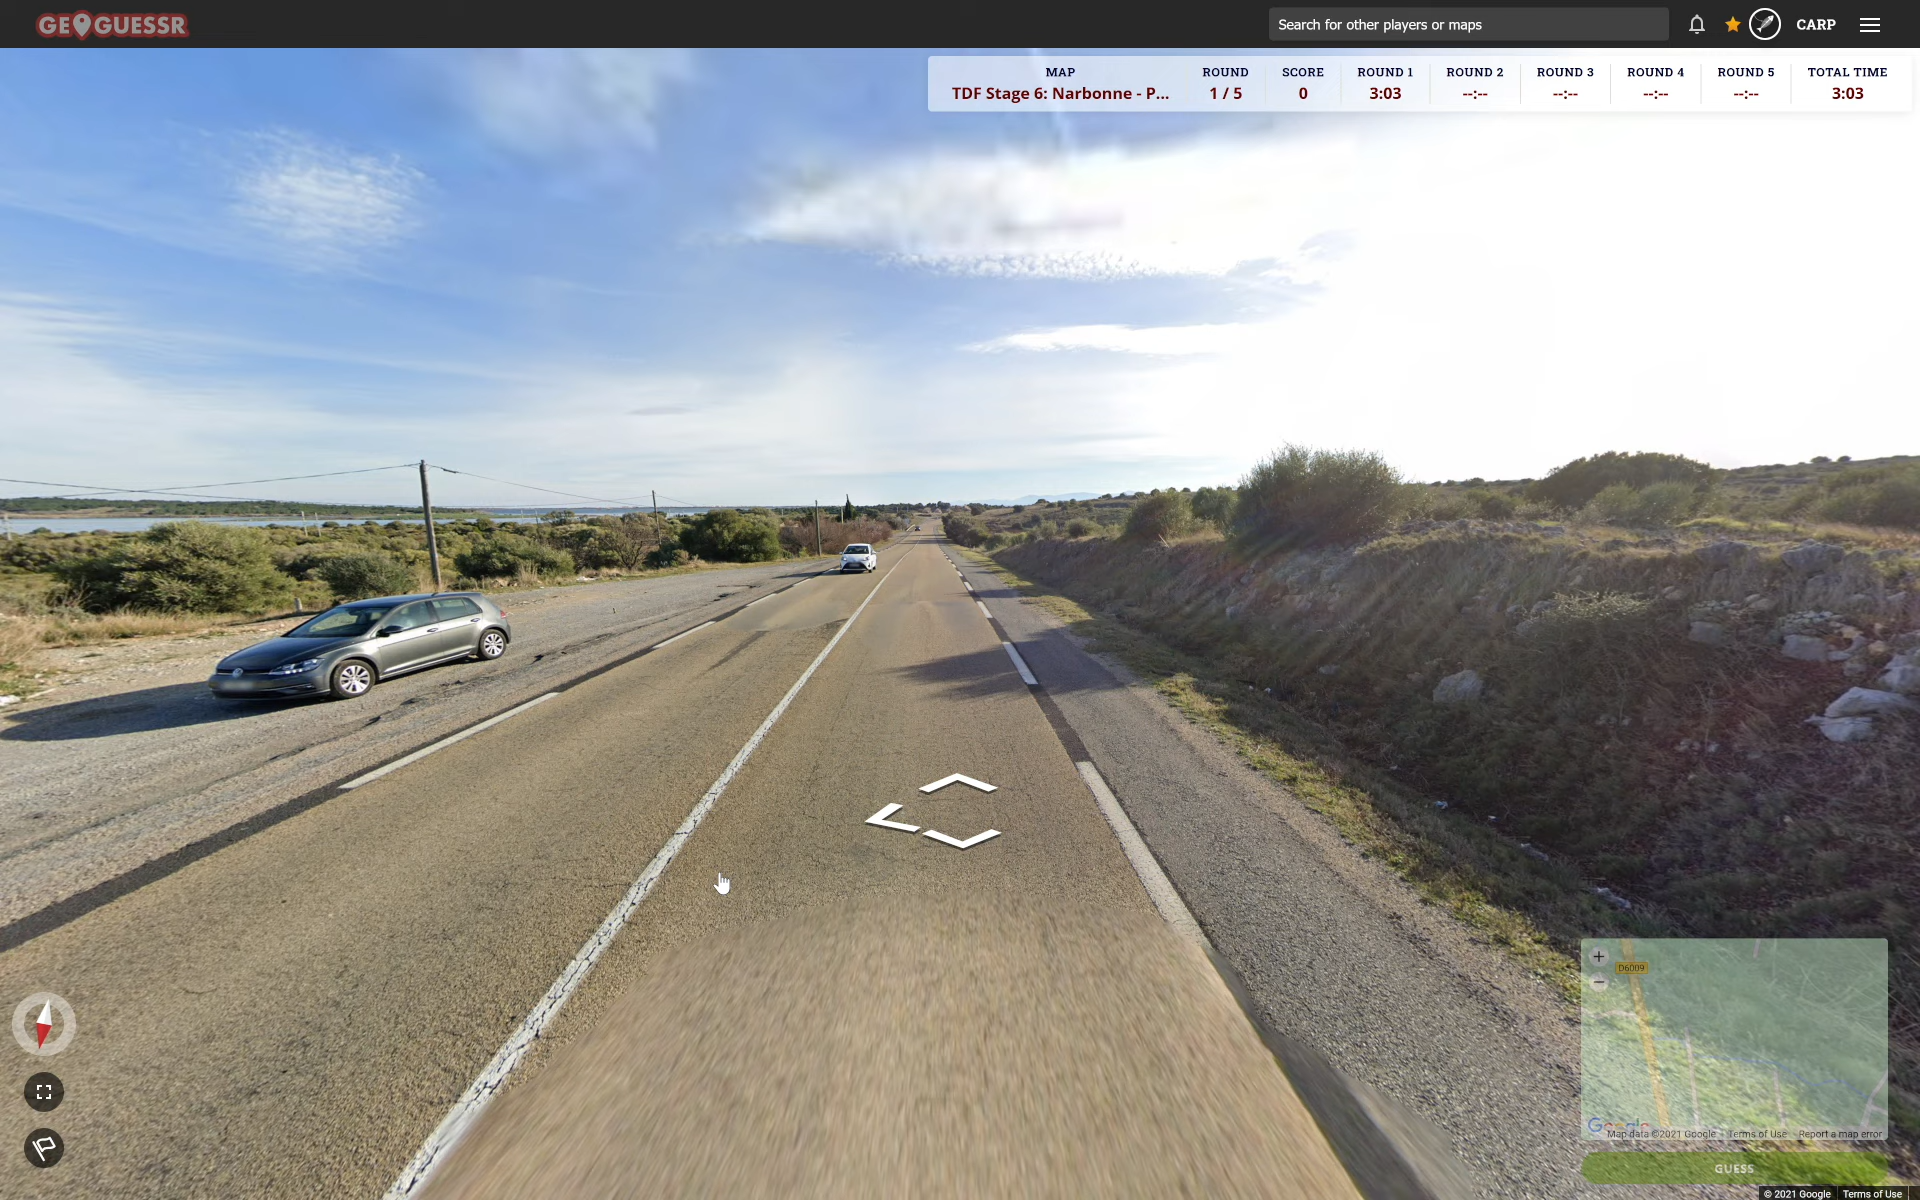 GEOGUESSR
Search for other players or maps
CARP
MAP
ROUND
SCORE
ROUND 1
ROUND 2
ROUND 3
ROUND 4
ROUND 5
TOTAL TIME
TDF Stage 6: Narbonne - P...
1 / 5
0
3:03
--:--
--:--
--:--
--:--
3:03
+
D6009
−
Google
Map data ©2021 Google
Terms of Use
Report a map error
GUESS
© 2021 Google
Terms of Use